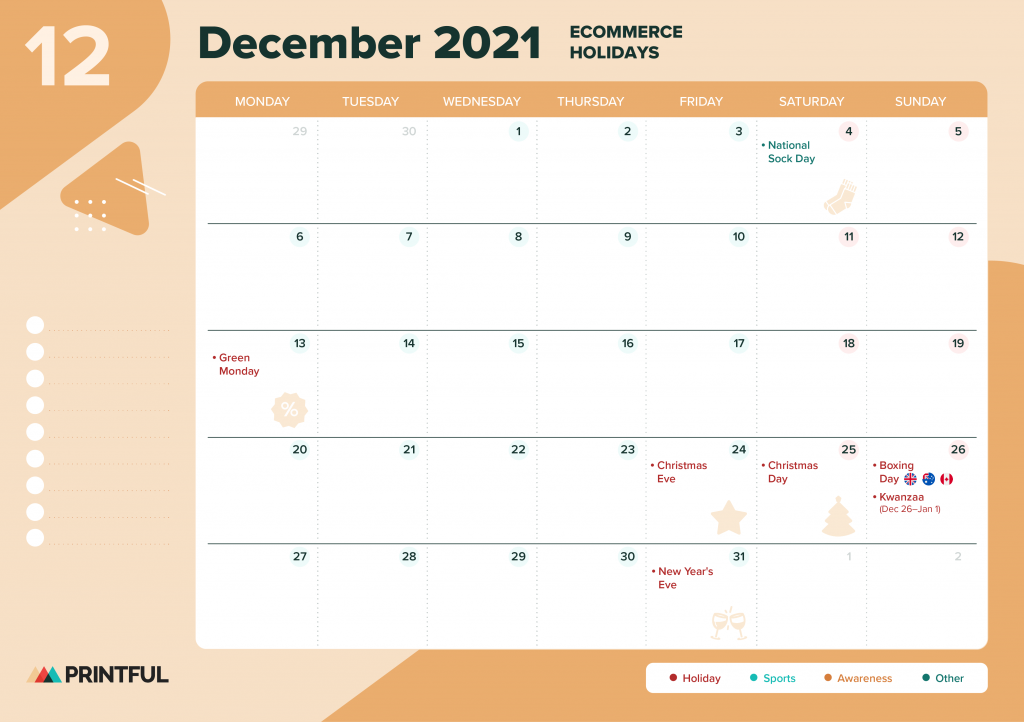 12
December 2021
ECOMMERCE
HOLIDAYS
MONDAY TUESDAY WEDNESDAY THURSDAY FRIDAY SATURDAY SUNDAY
29 30 1 2 3 4 5
• National
Sock Day
6 7 8 9 10 11 12
13 14 15 16 17 18 19
• Green
Monday
%
20 21 22 23 24 25 26
• Christmas
Eve
• Christmas
Day
• Boxing
Day
• Kwanzaa
(Dec 26–Jan 1)
27 28 29 30 31 1 2
• New Year's
Eve
PRINTFUL
• Holiday • Sports • Awareness • Other